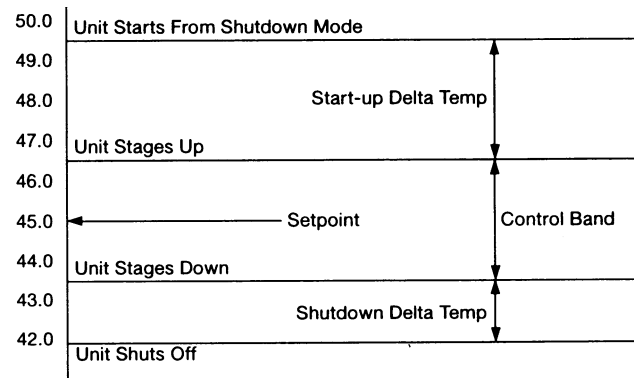 50.0 Unit Starts From Shutdown Mode
49.0
48.0 Start-up Delta Temp
47.0 Unit Stages Up
46.0
45.0 Setpoint Control Band
44.0 Unit Stages Down
43.0 Shutdown Delta Temp
42.0 Unit Shuts Off